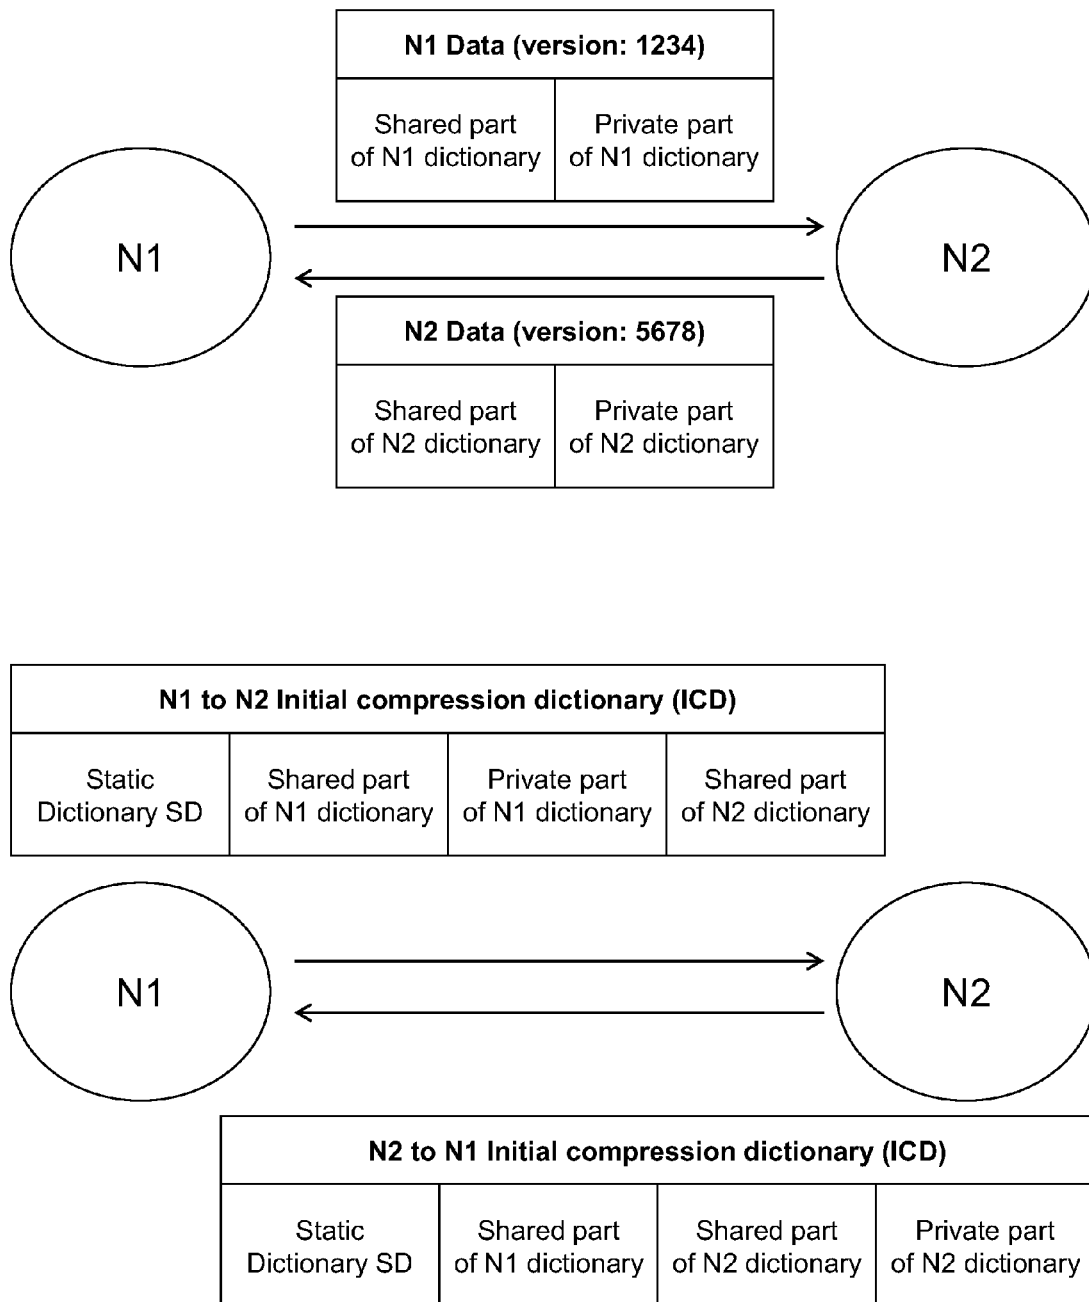 N1 Data (version: 1234)
Shared part
of N1 dictionary
Private part
of N1 dictionary
N1
N2
N2 Data (version: 5678)
Shared part
of N2 dictionary
Private part
of N2 dictionary
N1 to N2 Initial compression dictionary (ICD)
Static
Dictionary SD
Shared part
of N1 dictionary
Private part
of N1 dictionary
Shared part
of N2 dictionary
N1
N2
N2 to N1 Initial compression dictionary (ICD)
Static
Dictionary SD
Shared part
of N1 dictionary
Shared part
of N2 dictionary
Private part
of N2 dictionary